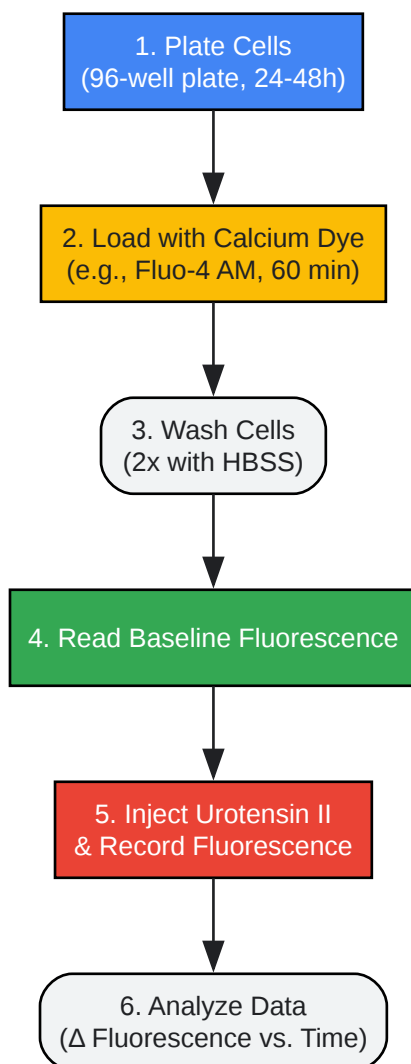 1. Plate Cells
(96-well plate, 24-48h)
2. Load with Calcium Dye
(e.g., Fluo-4 AM, 60 min)
3. Wash Cells
(2x with HBSS)
4. Read Baseline Fluorescence
5. Inject Urotensin II
& Record Fluorescence
6. Analyze Data
(Δ Fluorescence vs. Time)